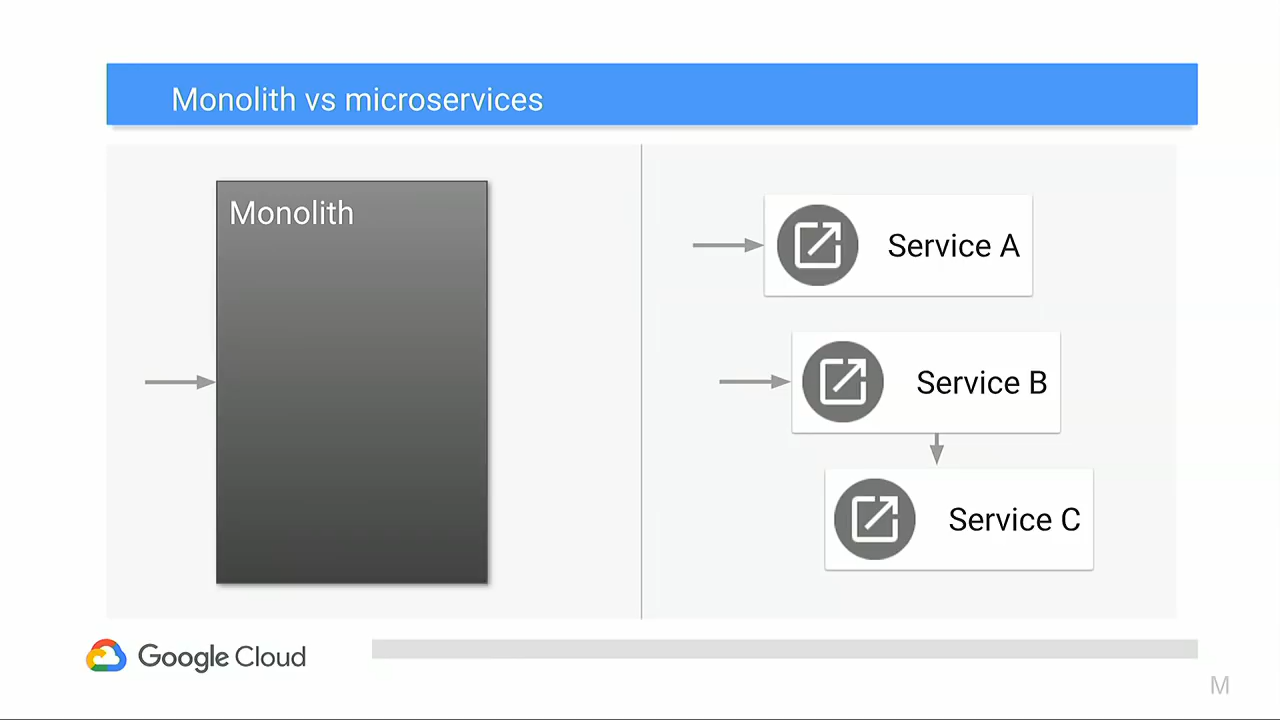 Monolith vs microservices
Monolith
Service A
Service B
Service C
Google Cloud
M